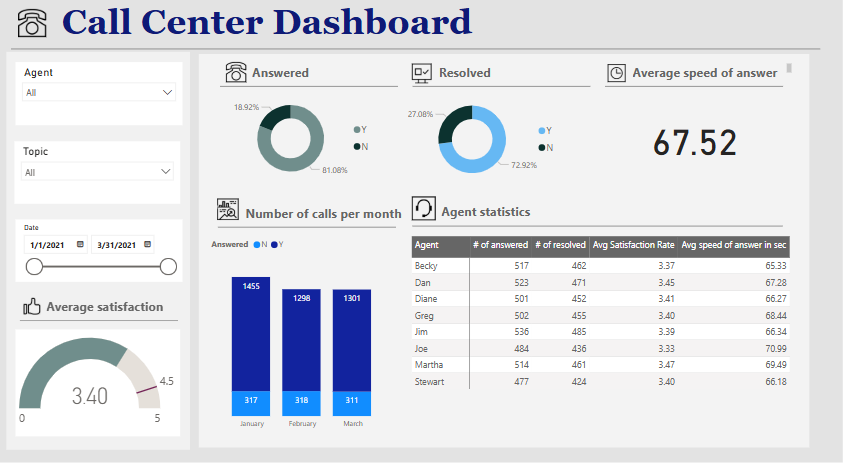 Call Center Dashboard
Agent
All
Topic
All
Date
1/1/2021 3/31/2021
Average satisfaction
3.40
4.5
0 5
Answered
18.92%
81.08%
Y
N
Resolved
27.08%
72.92%
Y
N
Average speed of answer
67.52
Number of calls per month
Answered N Y
1455 1298 1301
317 318 311
January February March
Agent statistics
Agent # of answered # of resolved Avg Satisfaction Rate Avg speed of answer in sec
Becky 517 462 3.37 65.33
Dan 523 471 3.45 67.28
Diane 501 452 3.41 66.27
Greg 502 455 3.40 68.44
Jim 536 485 3.39 66.34
Joe 484 436 3.33 70.99
Martha 514 461 3.47 69.49
Stewart 477 424 3.40 66.18